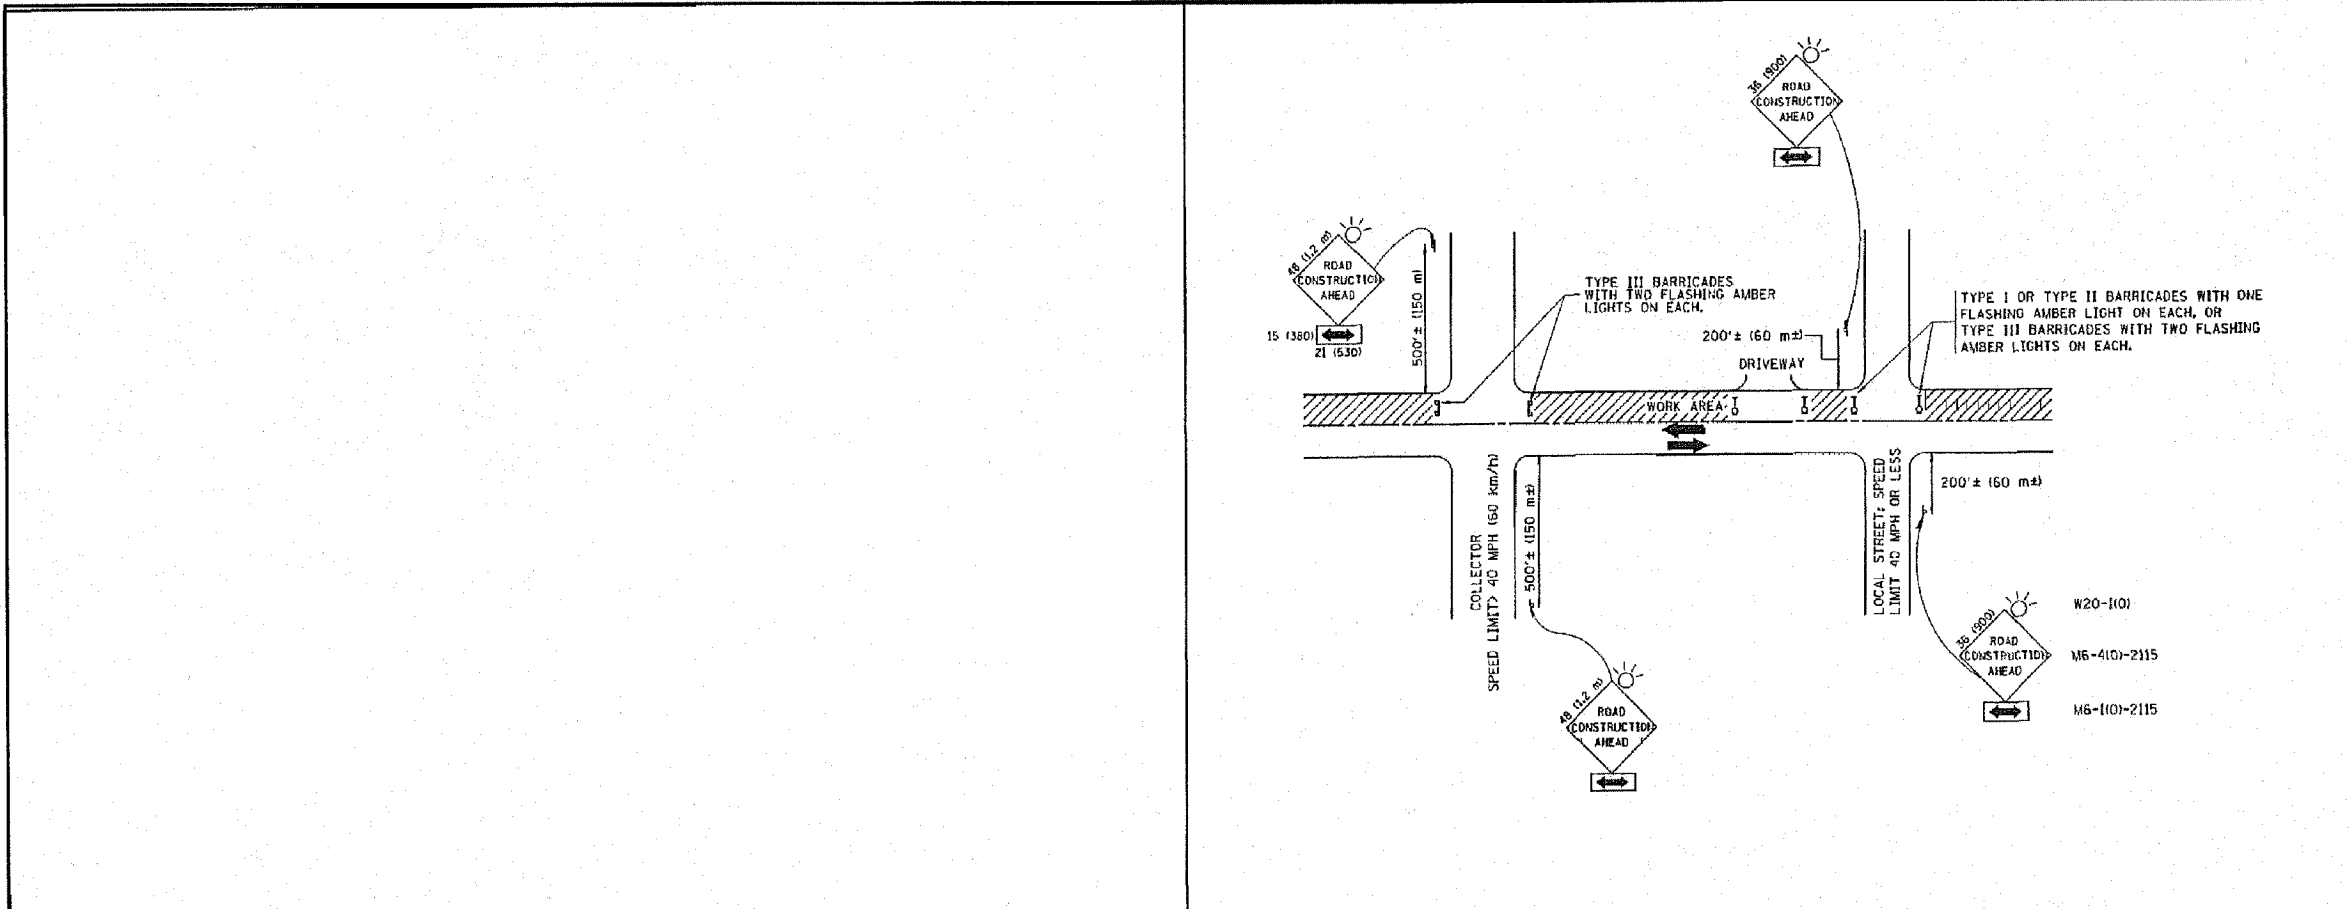 36 (900)
ROAD
CONSTRUCTION
AHEAD
48 (1.2 m)
ROAD
CONSTRUCTION
AHEAD
15 (380)
21 (530)
500'± (150 m)
TYPE III BARRICADES
WITH TWO FLASHING AMBER
LIGHTS ON EACH.
200'± (60 m±)
DRIVEWAY
TYPE I OR TYPE II BARRICADES WITH ONE
FLASHING AMBER LIGHT ON EACH, OR
TYPE III BARRICADES WITH TWO FLASHING
AMBER LIGHTS ON EACH.
WORK AREA
COLLECTOR
SPEED LIMIT> 40 MPH (60 km/h)
500'± (150 m±)
LOCAL STREET; SPEED
LIMIT 40 MPH OR LESS
200'± (60 m±)
48 (1.2 m)
ROAD
CONSTRUCTION
AHEAD
36 (900)
ROAD
CONSTRUCTION
AHEAD
W20-1(O)
M6-4(O)-2115
M6-1(O)-2115